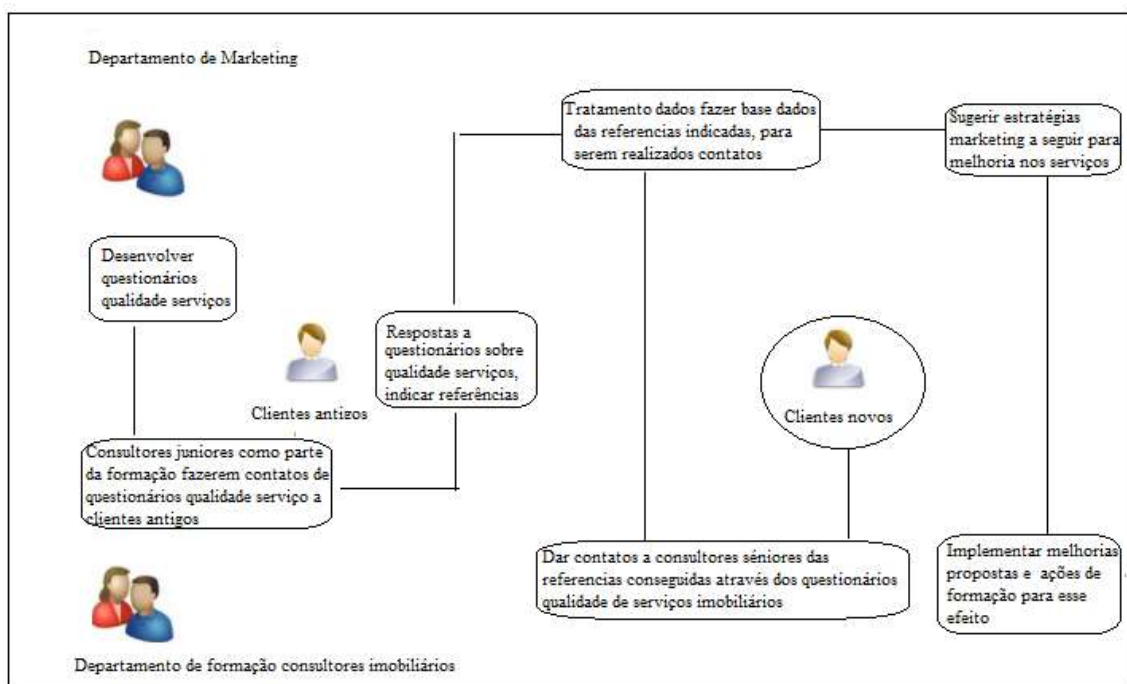 Departamento de Marketing
Desenvolver
questionários
qualidade serviços
Clientes antigos
Consultores juniores como parte
da formação fazerem contatos de
questionários qualidade serviço a
clientes antigos
Departamento de formação consultores imobiliários
Respostas a
questionários sobre
qualidade serviços,
indicar referências
Tratamento dados fazer base dados
das referencias indicadas, para
serem realizados contatos
Sugerir estratégias
marketing a seguir para
melhoria nos serviços
Clientes novos
Dar contatos a consultores séniores das
referencias conseguidas através dos questionários
qualidade de serviços imobiliários
Implementar melhorias
propostas e ações de
formação para esse
efeito